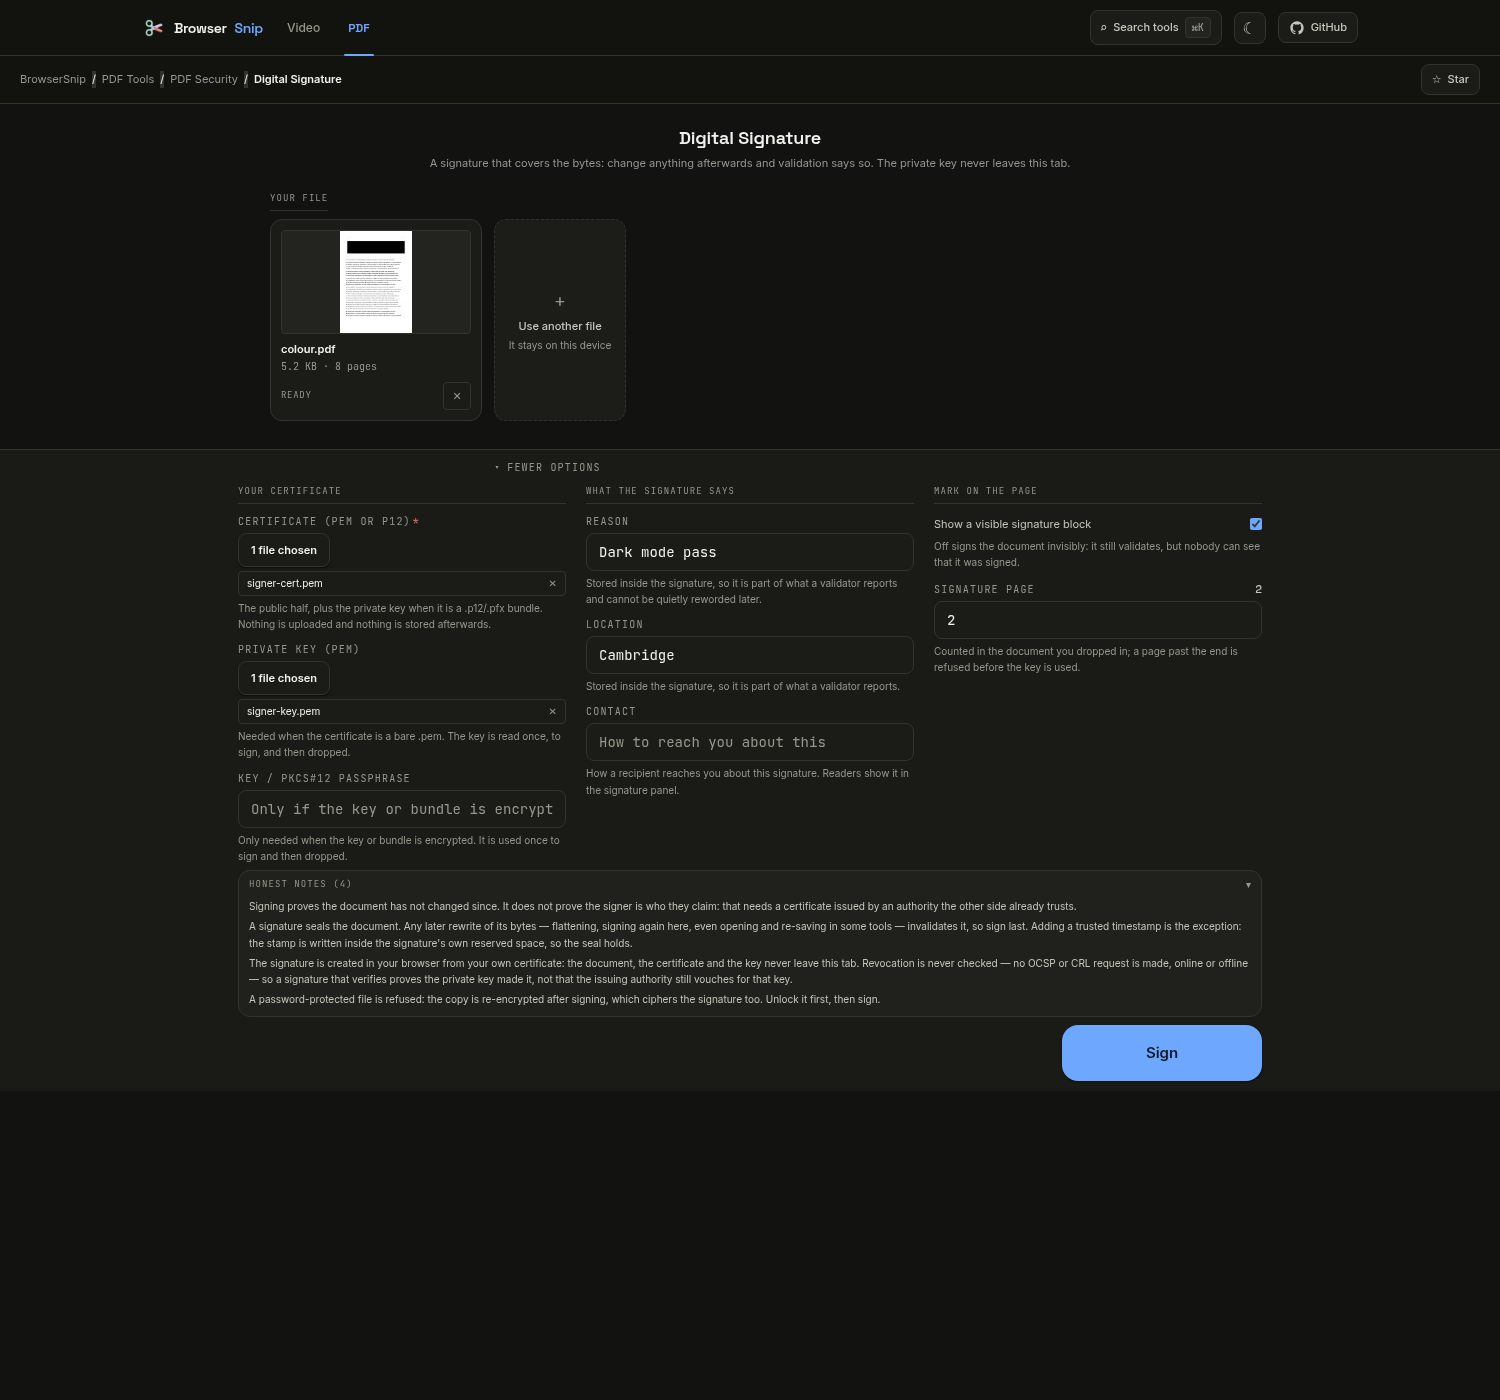 Browser Snip Video PDF Search tools ⌘K GitHub
BrowserSnip / PDF Tools / PDF Security / Digital Signature ☆ Star
Digital Signature
A signature that covers the bytes: change anything afterwards and validation says so. The private key never leaves this tab.
YOUR FILE
colour.pdf
5.2 KB · 8 pages
READY ×
+
Use another file
It stays on this device
▾ FEWER OPTIONS
YOUR CERTIFICATE
CERTIFICATE (PEM OR P12) *
1 file chosen
signer-cert.pem ×
The public half, plus the private key when it is a .p12/.pfx bundle.
Nothing is uploaded and nothing is stored afterwards.
PRIVATE KEY (PEM)
1 file chosen
signer-key.pem ×
Needed when the certificate is a bare .pem. The key is read once, to
sign, and then dropped.
KEY / PKCS#12 PASSPHRASE
Only if the key or bundle is encrypt
Only needed when the key or bundle is encrypted. It is used once to
sign and then dropped.
WHAT THE SIGNATURE SAYS
REASON
Dark mode pass
Stored inside the signature, so it is part of what a validator reports
and cannot be quietly reworded later.
LOCATION
Cambridge
Stored inside the signature, so it is part of what a validator reports.
CONTACT
How to reach you about this
How a recipient reaches you about this signature. Readers show it in
the signature panel.
MARK ON THE PAGE
Show a visible signature block
Off signs the document invisibly: it still validates, but nobody can see
that it was signed.
SIGNATURE PAGE 2
2
Counted in the document you dropped in; a page past the end is
refused before the key is used.
HONEST NOTES (4) ▾
Signing proves the document has not changed since. It does not prove the signer is who they claim: that needs a certificate issued by an authority the other side already trusts.
A signature seals the document. Any later rewrite of its bytes — flattening, signing again here, even opening and re-saving in some tools — invalidates it, so sign last. Adding a trusted timestamp is the exception:
the stamp is written inside the signature's own reserved space, so the seal holds.
The signature is created in your browser from your own certificate: the document, the certificate and the key never leave this tab. Revocation is never checked — no OCSP or CRL request is made, online or offline
— so a signature that verifies proves the private key made it, not that the issuing authority still vouches for that key.
A password-protected file is refused: the copy is re-encrypted after signing, which ciphers the signature too. Unlock it first, then sign.
Sign